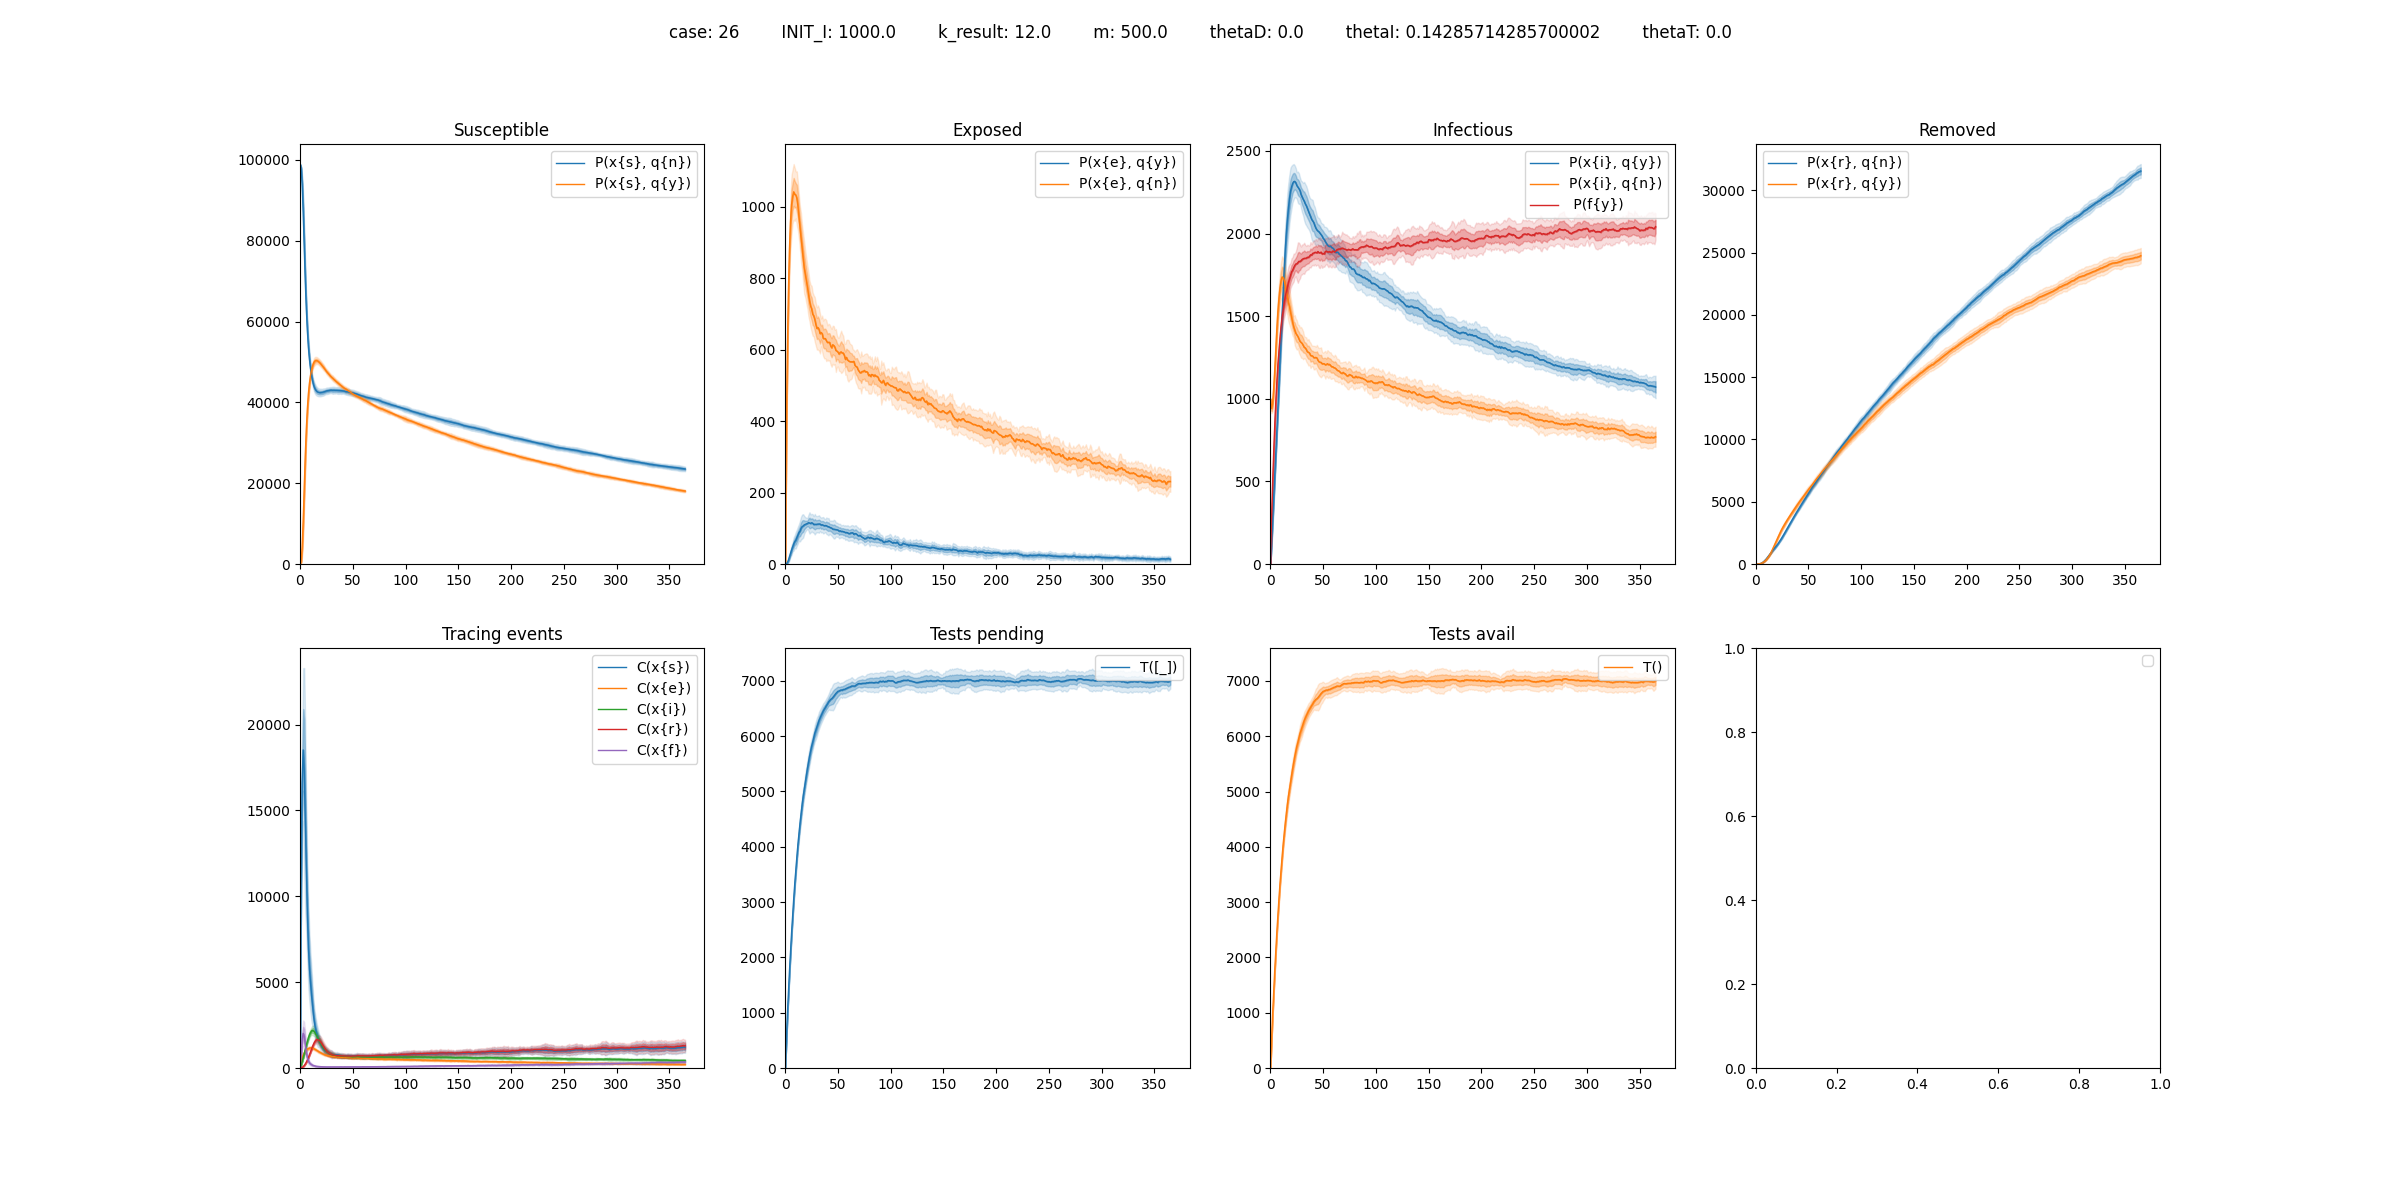 case: 26 INIT_I: 1000.0 k_result: 12.0 m: 500.0 thetaD: 0.0 thetaI: 0.14285714285700002 thetaT: 0.0
Susceptible
100000
80000
60000
40000
20000
0
0 50 100 150 200 250 300 350
P(x{s}, q{n})
P(x{s}, q{y})
Exposed
1000
800
600
400
200
0
0 50 100 150 200 250 300 350
P(x{e}, q{y})
P(x{e}, q{n})
Infectious
2500
2000
1500
1000
500
0
0 50 100 150 200 250 300 350
P(x{i}, q{y})
P(x{i}, q{n})
P(f{y})
Removed
30000
25000
20000
15000
10000
5000
0
0 50 100 150 200 250 300 350
P(x{r}, q{n})
P(x{r}, q{y})
Tracing events
20000
15000
10000
5000
0
0 50 100 150 200 250 300 350
C(x{s})
C(x{e})
C(x{i})
C(x{r})
C(x{f})
Tests pending
7000
6000
5000
4000
3000
2000
1000
0
0 50 100 150 200 250 300 350
T([_])
Tests avail
7000
6000
5000
4000
3000
2000
1000
0
0 50 100 150 200 250 300 350
T()
1.0
0.8
0.6
0.4
0.2
0.0
0.0 0.2 0.4 0.6 0.8 1.0